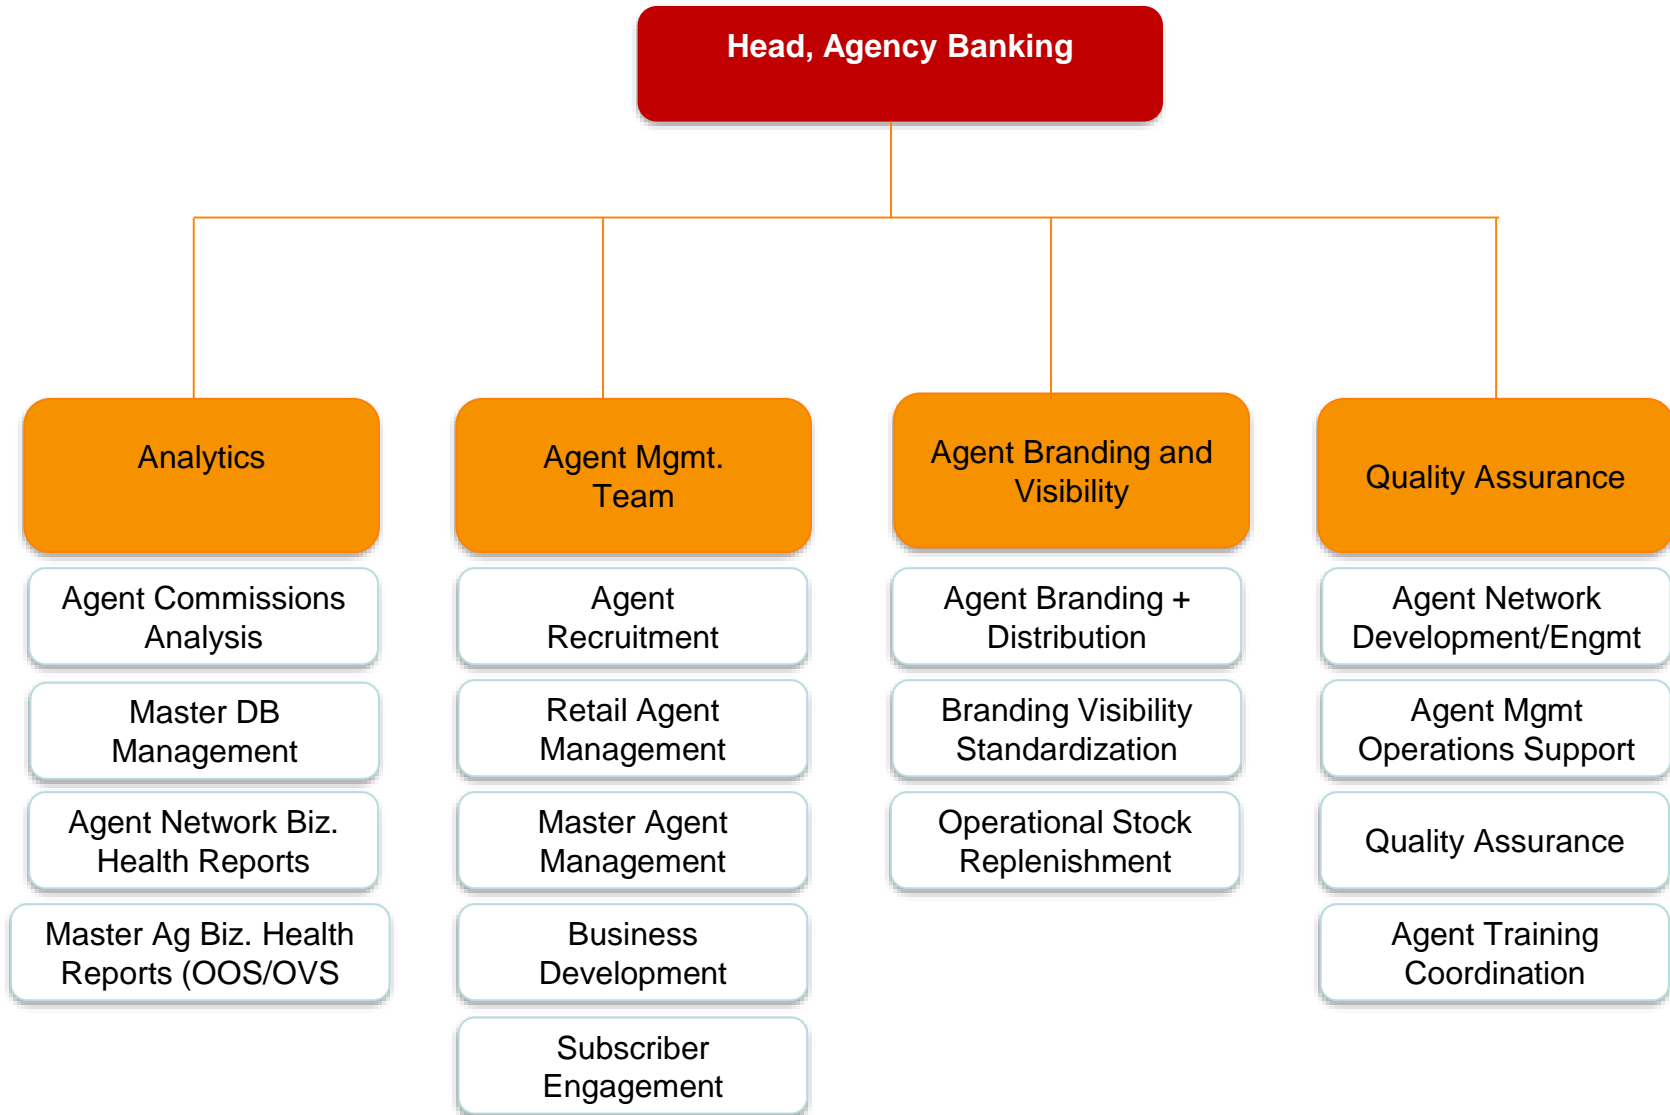 Head, Agency Banking
Analytics
Agent Commissions
Analysis
Master DB
Management
Agent Network Biz.
Health Reports
Master Ag Biz. Health
Reports (OOS/OVS
Agent Mgmt.
Team
Agent
Recruitment
Retail Agent
Management
Master Agent
Management
Business
Development
Subscriber
Engagement
Agent Branding and
Visibility
Agent Branding +
Distribution
Branding Visibility
Standardization
Operational Stock
Replenishment
Quality Assurance
Agent Network
Development/Engmt
Agent Mgmt
Operations Support
Quality Assurance
Agent Training
Coordination